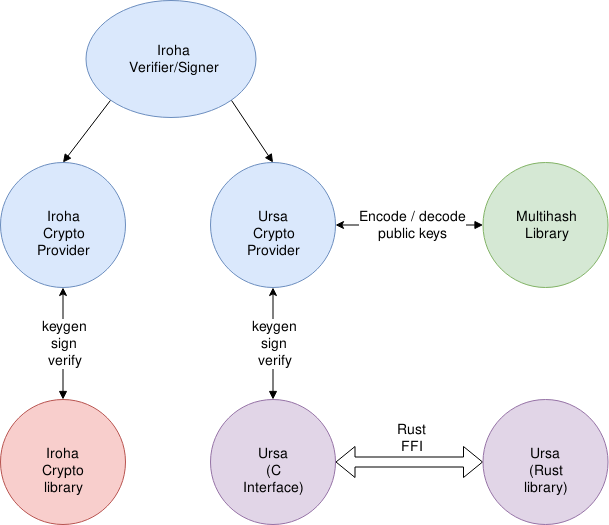 Iroha
Verifier/Signer
Iroha
Crypto
Provider
Ursa
Crypto
Provider
Encode / decode
public keys
Multihash
Library
keygen
sign
verify
keygen
sign
verify
Iroha
Crypto
library
Ursa
(C
Interface)
Rust
FFI
Ursa
(Rust
library)